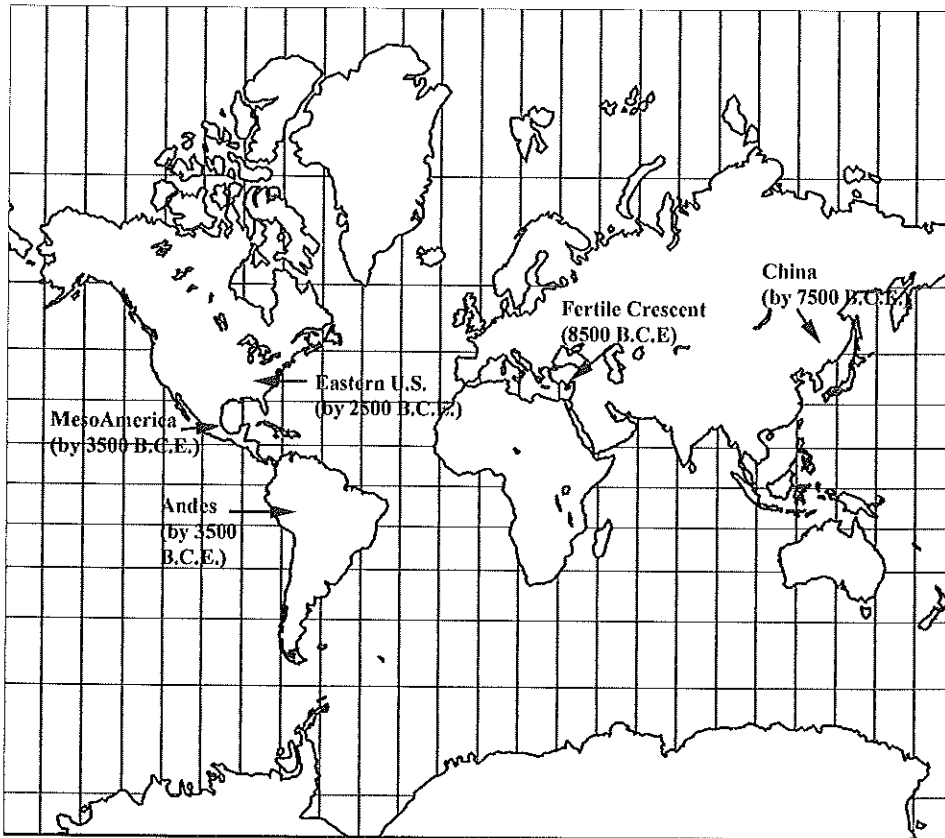 China
(by 7500 B.C.E.)
Fertile Crescent
(8500 B.C.E)
Eastern U.S.
(by 2500 B.C.E.)
MesoAmerica
(by 3500 B.C.E.)
Andes
(by 3500
B.C.E.)